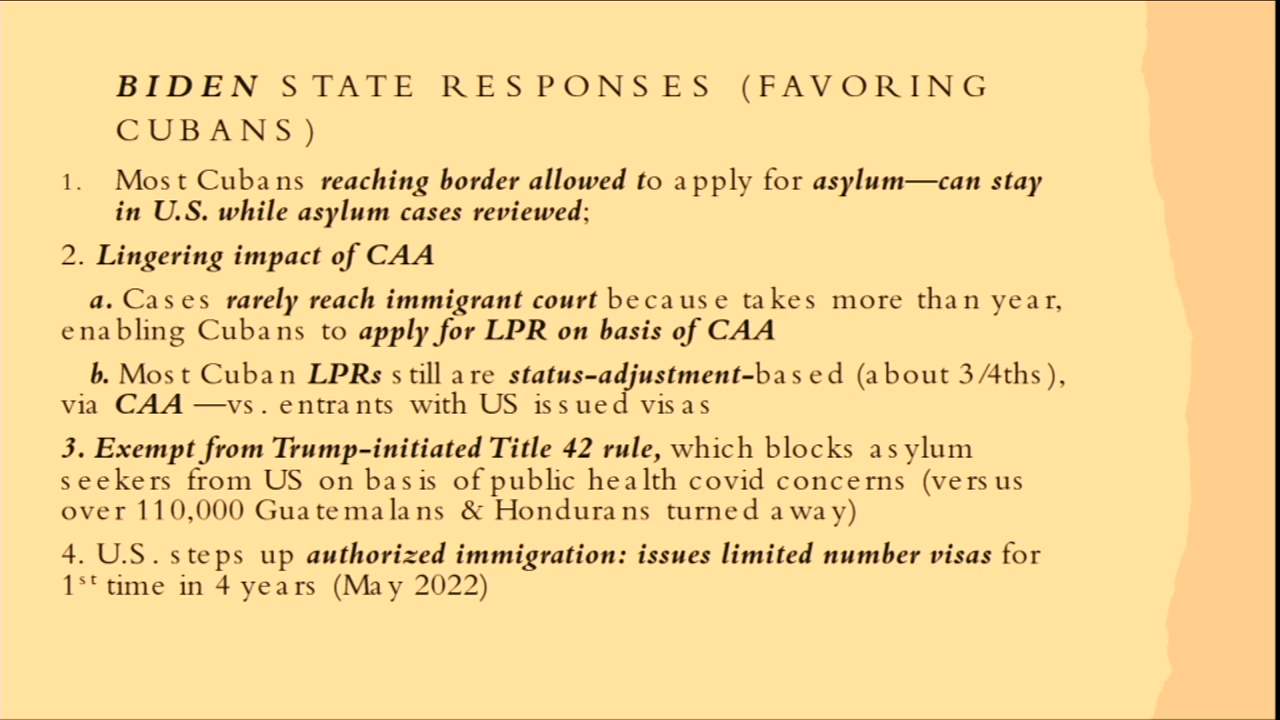 BIDEN STATE RESPONSES (FAVORING
CUBANS)
1. Most Cubans reaching border allowed to apply for asylum—can stay
in U.S. while asylum cases reviewed;
2. Lingering impact of CAA
a. Cases rarely reach immigrant court because takes more than year,
enabling Cubans to apply for LPR on basis of CAA
b. Most Cuban LPRs still are status-adjustment-based (about 3/4ths),
via CAA —vs. entrants with US issued visas
3. Exempt from Trump-initiated Title 42 rule, which blocks asylum
seekers from US on basis of public health covid concerns (versus
over 110,000 Guatemalans & Hondurans turned away)
4. U.S. steps up authorized immigration: issues limited number visas for
1st time in 4 years (May 2022)